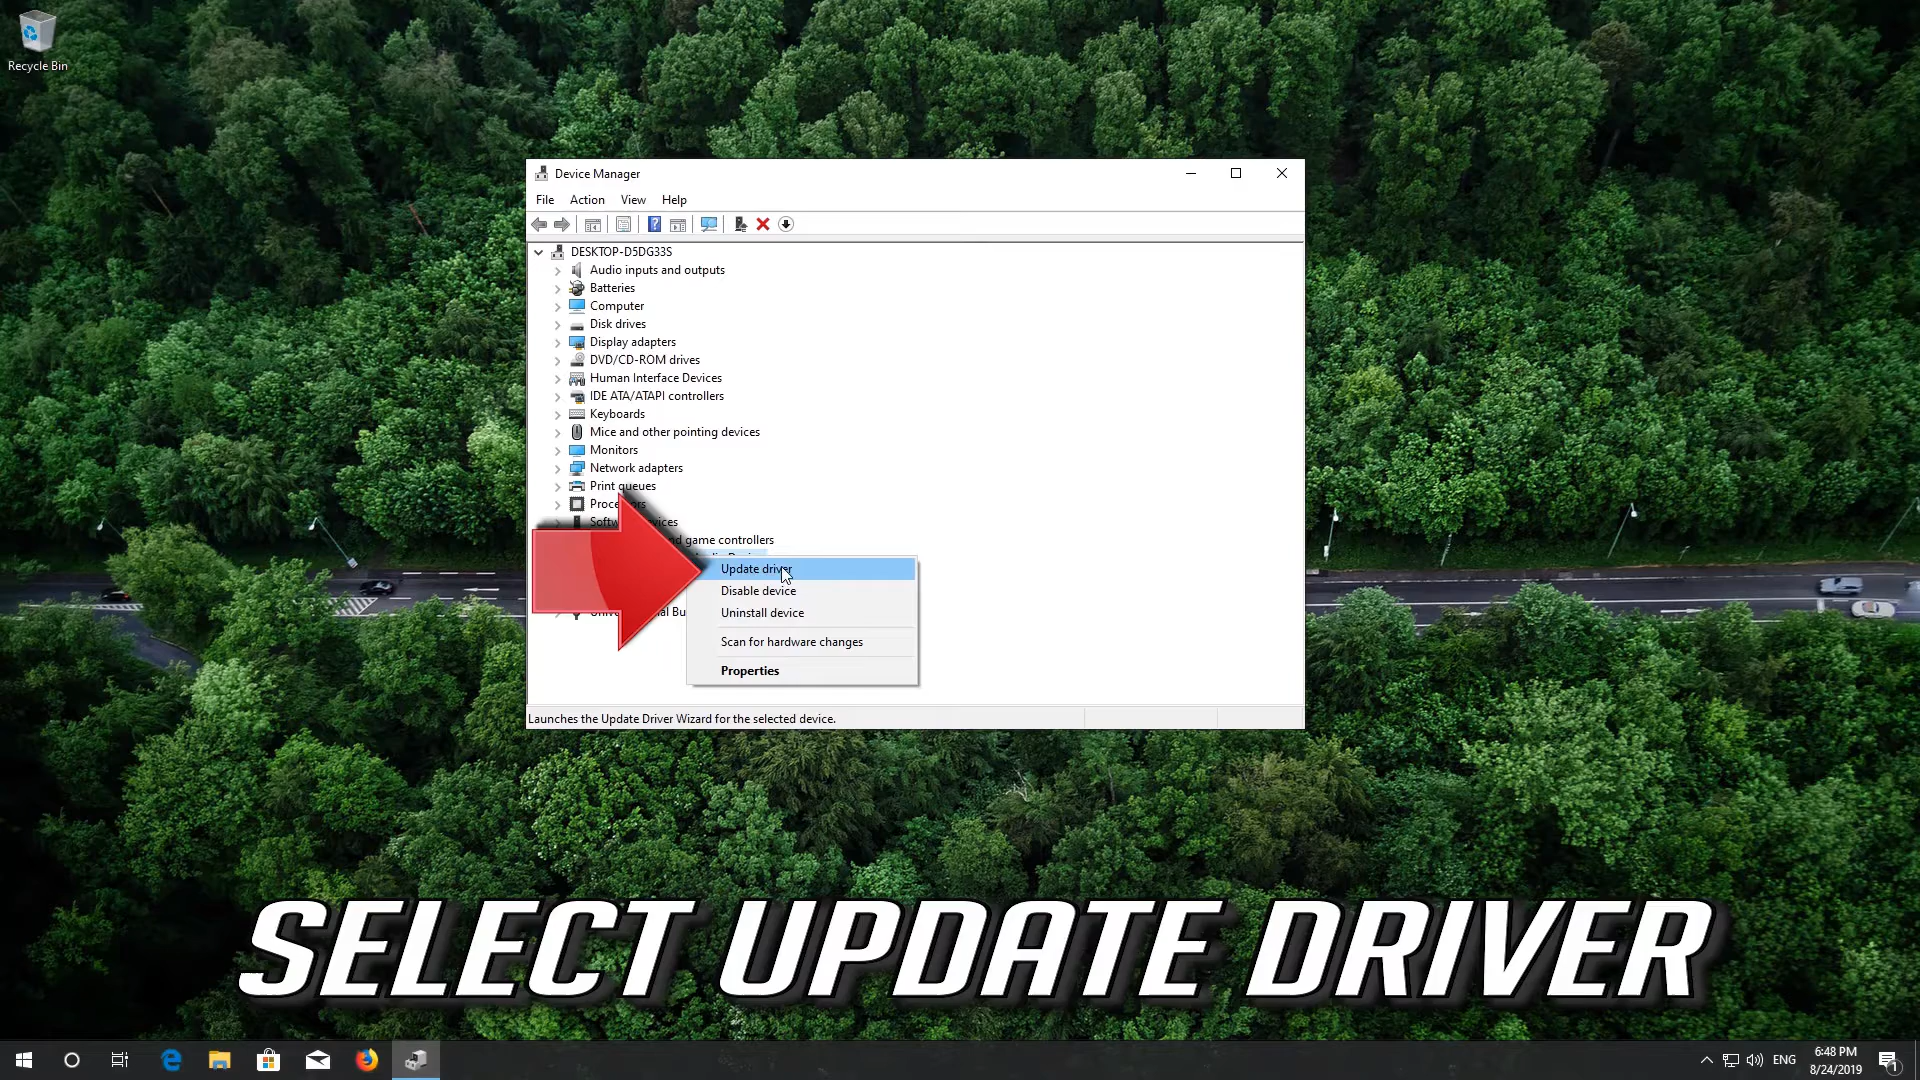 Recycle Bin
Device Manager
File Action View Help
DESKTOP-D5DG33S
Audio inputs and outputs
Batteries
Computer
Disk drives
Display adapters
DVD/CD-ROM drives
Human Interface Devices
IDE ATA/ATAPI controllers
Keyboards
Mice and other pointing devices
Monitors
Network adapters
Print queues
game controllers
Update driver
Disable device
Uninstall device
Scan for hardware changes
Properties
Launches the Update Driver Wizard for the selected device.
SELECT UPDATE DRIVER
ENG
6:48 PM
8/24/2019
1